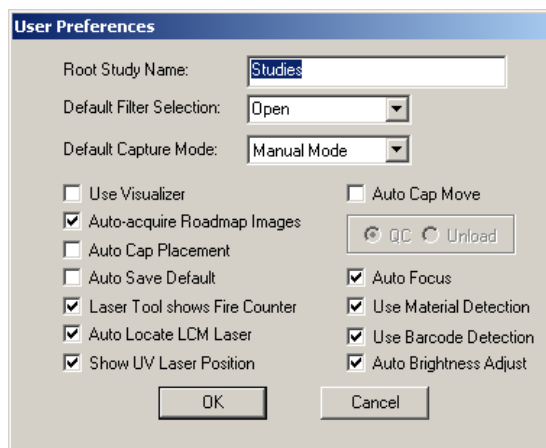 User Preferences
Root Study Name: Studies
Default Filter Selection: Open
Default Capture Mode: Manual Mode
Use Visualizer
Auto Cap Move
Auto-acquire Roadmap Images
QC Unload
Auto Cap Placement
Auto Save Default
Auto Focus
Laser Tool shows Fire Counter
Use Material Detection
Auto Locate LCM Laser
Use Barcode Detection
Show UV Laser Position
Auto Brightness Adjust
OK
Cancel